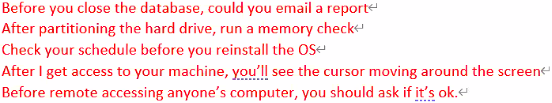 Before you close the database, could you email a report
After partitioning the hard drive, run a memory check
Check your schedule before you reinstall the OS
After I get access to your machine, you’ll see the cursor moving around the screen
Before remote accessing anyone’s computer, you should ask if it’s ok.